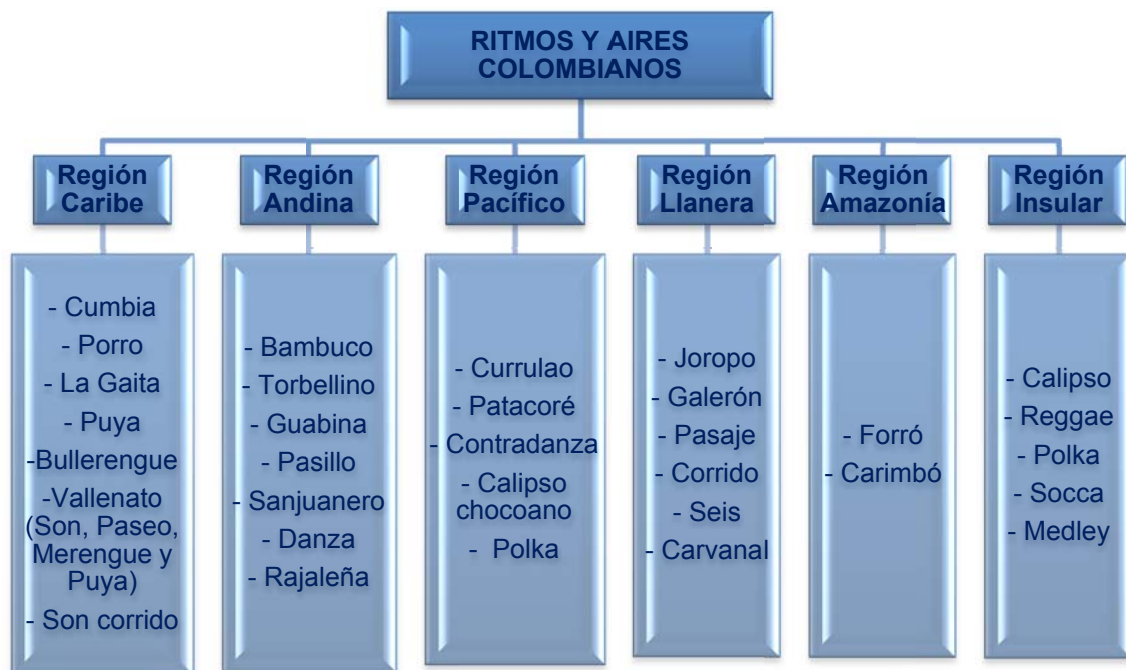 RITMOS Y AIRES
COLOMBIANOS
Región
Caribe
- Cumbia
- Porro
- La Gaita
- Puya
-Bullerengue
-Vallenato
(Son, Paseo,
Merengue y
Puya)
- Son corrido
Región
Andina
- Bambuco
- Torbellino
- Guabina
- Pasillo
- Sanjuanero
- Danza
- Rajaleña
Región
Pacífico
- Currulao
- Patacoré
- Contradanza
- Calipso
chocoano
- Polka
Región
Llanera
- Joropo
- Galerón
- Pasaje
- Corrido
- Seis
- Carvanal
Región
Amazonía
- Forró
- Carimbó
Región
Insular
- Calipso
- Reggae
- Polka
- Socca
- Medley